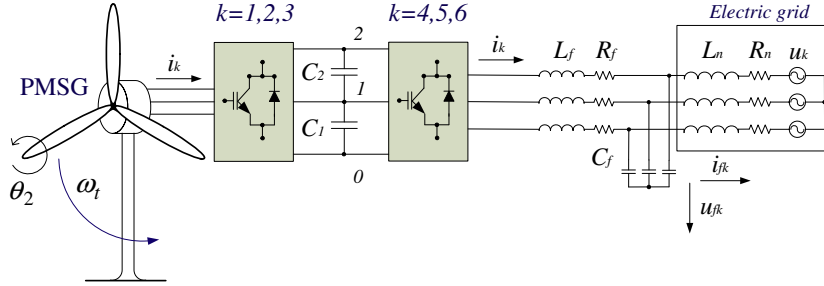 k=1,2,3
k=4,5,6
Electric grid
PMSG
i_k
2
C_2
1
C_1
0
i_k
L_f
R_f
L_n
R_n
u_k
θ_2
ω_t
C_f
i_fk
u_fk